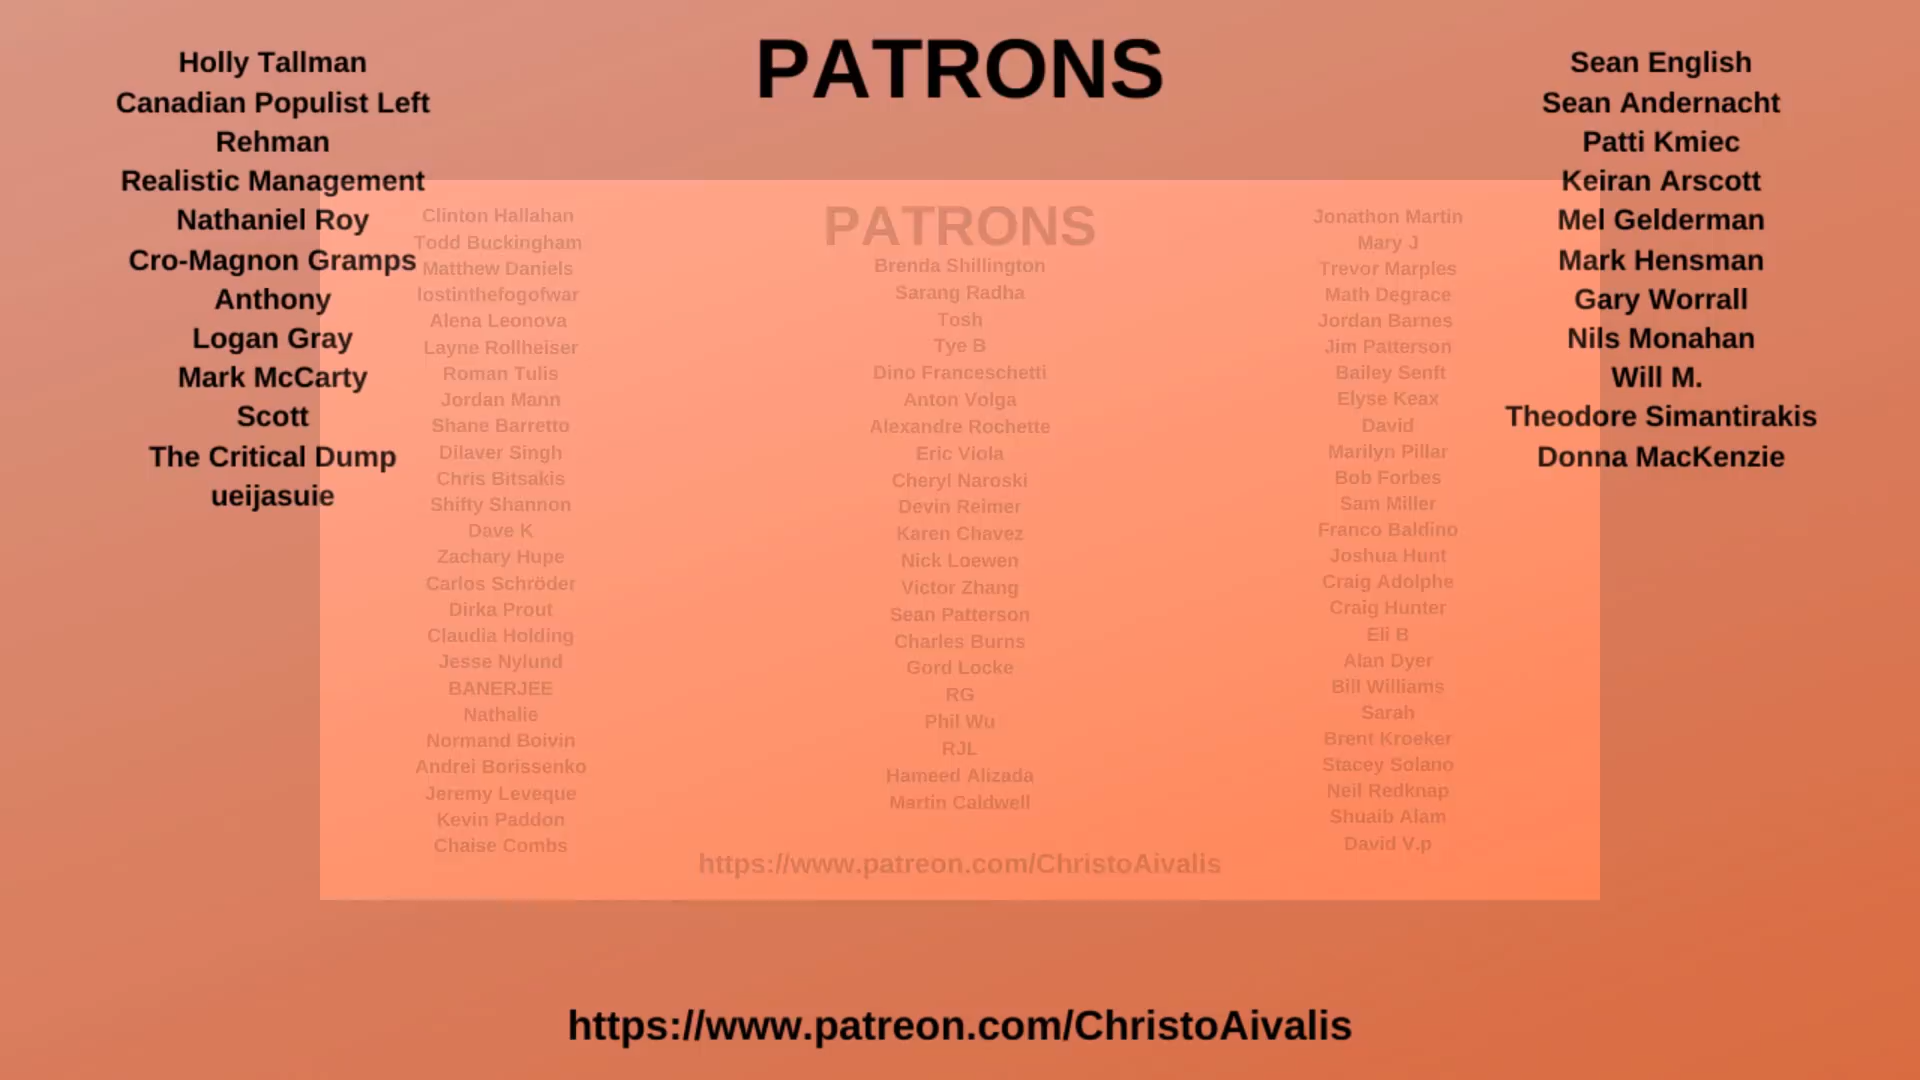 PATRONS
Holly Tallman
Canadian Populist Left
Rehman
Realistic Management
Nathaniel Roy
Cro-Magnon Gramps
Anthony
Logan Gray
Mark McCarty
Scott
The Critical Dump
ueijasuie
Sean English
Sean Andernacht
Patti Kmiec
Keiran Arscott
Mel Gelderman
Mark Hensman
Gary Worrall
Nils Monahan
Will M.
Theodore Simantirakis
Donna MacKenzie
PATRONS
Clinton Hallahan
Todd Buckingham
Matthew Daniels
lostinthefogofwar
Alena Leonova
Layne Rollheiser
Roman Tulis
Jordan Mann
Shane Barretto
Dilaver Singh
Chris Bitsakis
Shifty Shannon
Dave K
Zachary Hupe
Carlos Schröder
Dirka Prout
Claudia Holding
Jesse Nylund
BANERJEE
Nathalie
Normand Boivin
Andrei Borissenko
Jeremy Leveque
Kevin Paddon
Chaise Combs
Brenda Shillington
Sarang Radha
Tosh
Tye B
Dino Franceschetti
Anton Volga
Alexandre Rochette
Eric Viola
Cheryl Naroski
Devin Reimer
Karen Chavez
Nick Loewen
Victor Zhang
Sean Patterson
Charles Burns
Gord Locke
RG
Phil Wu
RJL
Hameed Alizada
Martin Caldwell
Jonathon Martin
Mary J
Trevor Marples
Math Degrace
Jordan Barnes
Jim Patterson
Bailey Senft
Elyse Keax
David
Marilyn Pillar
Bob Forbes
Sam Miller
Franco Baldino
Joshua Hunt
Craig Adolphe
Craig Hunter
Eli B
Alan Dyer
Bill Williams
Sarah
Brent Kroeker
Stacey Solano
Neil Redknap
Shuaib Alam
David V.p
https://www.patreon.com/ChristoAivalis
https://www.patreon.com/ChristoAivalis